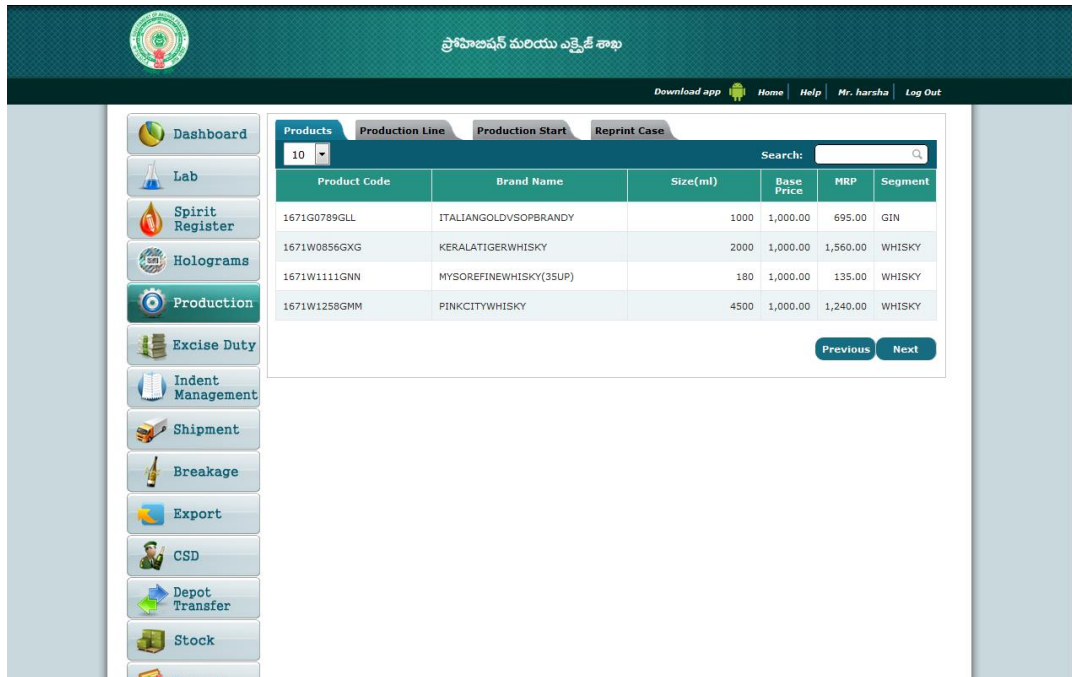 ప్రోహిబిషన్ మరియు ఎక్సైజ్ శాఖ
Download app Home Help Mr. harsha Log Out
Dashboard
Lab
Spirit
Register
Holograms
Production
Excise Duty
Indent
Management
Shipment
Breakage
Export
CSD
Depot
Transfer
Stock
Products Production Line Production Start Reprint Case
10 Search:
Product Code Brand Name Size(ml) Base Price MRP Segment
1671G0789GLL ITALIANGOLDVSOPBRANDY 1000 1,000.00 695.00 GIN
1671W0856GXG KERALATIGERWHISKY 2000 1,000.00 1,560.00 WHISKY
1671W1111GNN MYSOREFINEWHISKY(35UP) 180 1,000.00 135.00 WHISKY
1671W1258GMM PINKCITYWHISKY 4500 1,000.00 1,240.00 WHISKY
Previous Next